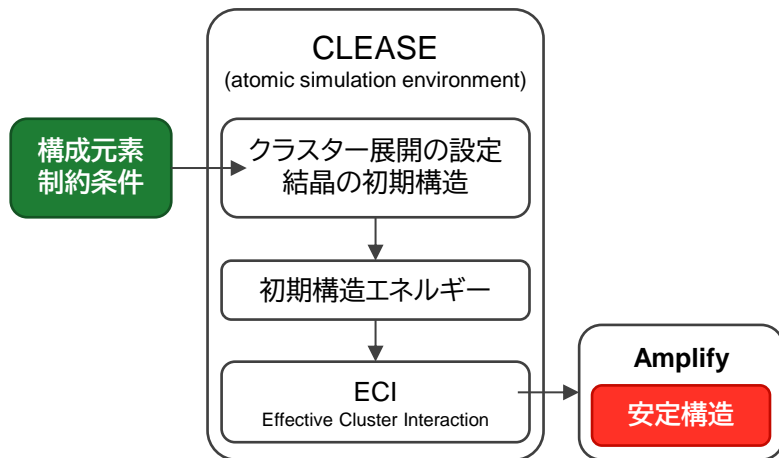 CLEASE
(atomic simulation environment)
構成元素
制約条件
クラスター展開の設定
結晶の初期構造
初期構造エネルギー
ECI
Effective Cluster Interaction
Amplify
安定構造